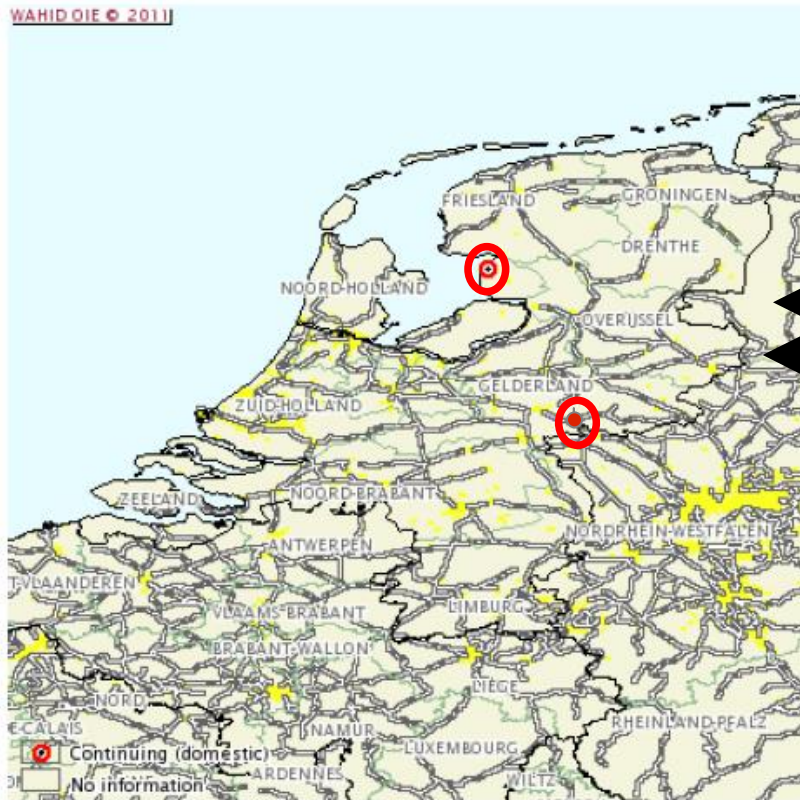 WAHID OIE © 2011
FRIESLAND
GRONINGEN
DRENTHE
NOORD-HOLLAND
OVERIJSSEL
GELDERLAND
ZUID-HOLLAND
ZEELAND
NOORD-BRABANT
NORDRHEIN-WESTFALEN
ANTWERPEN
T-VLAANDEREN
LIMBURG
VLAAMS-BRABANT
BRABANT-WALLON
LIÈGE
NORD
RHEINLAND-PFALZ
E-CALAIS
NAMUR
LUXEMBOURG
Continuing (domestic)
ARDENNES
WILTZ
No information